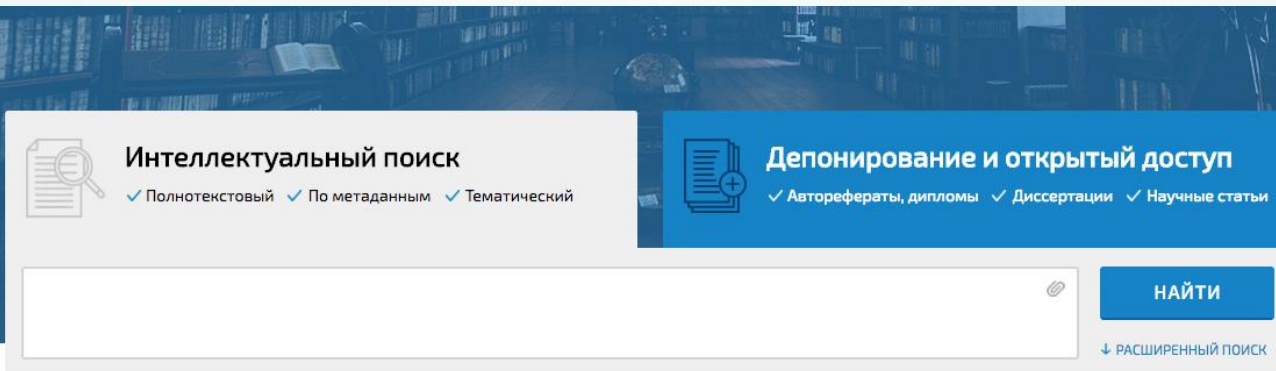 Интеллектуальный поиск
Полнотекстовый По метаданным Тематический
Депонирование и открытый доступ
Авторефераты, дипломы Диссертации Научные статьи
НАЙТИ
РАСШИРЕННЫЙ ПОИСК